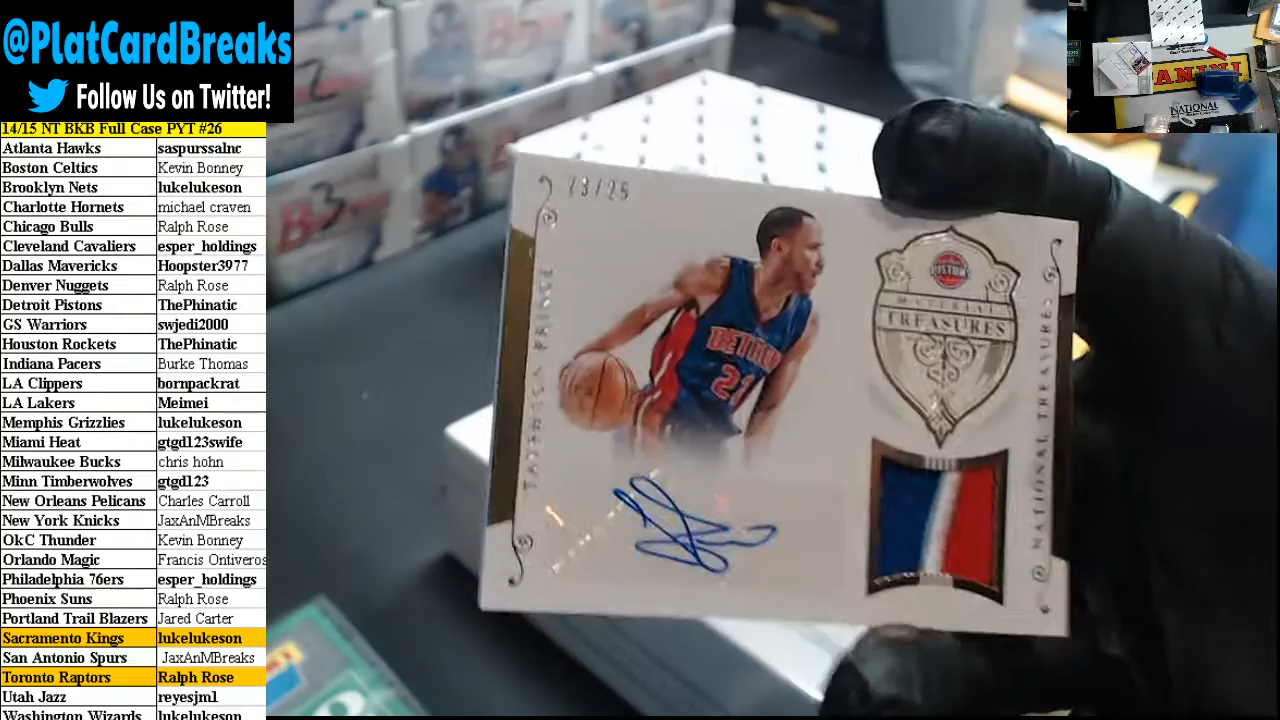 @PlatCardBreaks
Follow Us on Twitter!
14/15 NT BKB Full Case PYT #26
Atlanta Hawks saspurssalnc
Boston Celtics Kevin Bonney
Brooklyn Nets lukelukeson
Charlotte Hornets michael craven
Chicago Bulls Ralph Rose
Cleveland Cavaliers esper_holdings
Dallas Mavericks Hoopster3977
Denver Nuggets Ralph Rose
Detroit Pistons ThePhinatic
GS Warriors swjedi2000
Houston Rockets ThePhinatic
Indiana Pacers Burke Thomas
LA Clippers bornpackrat
LA Lakers Meimei
Memphis Grizzlies lukelukeson
Miami Heat gtgd123swife
Milwaukee Bucks chris hohn
Minn Timberwolves gtgd123
New Orleans Pelicans Charles Carroll
New York Knicks JaxAnMBreaks
OkC Thunder Kevin Bonney
Orlando Magic Francis Ontiveros
Philadelphia 76ers esper_holdings
Phoenix Suns Ralph Rose
Portland Trail Blazers Jared Carter
Sacramento Kings lukelukeson
San Antonio Spurs JaxAnMBreaks
Toronto Raptors Ralph Rose
Utah Jazz reyesjm1
Washington Wizards lukelukeson
TAYSHAUN PRINCE
DETROIT
PISTONS
MATERIAL
TREASURES
NATIONAL TREASURES
PANINI
NATIONAL